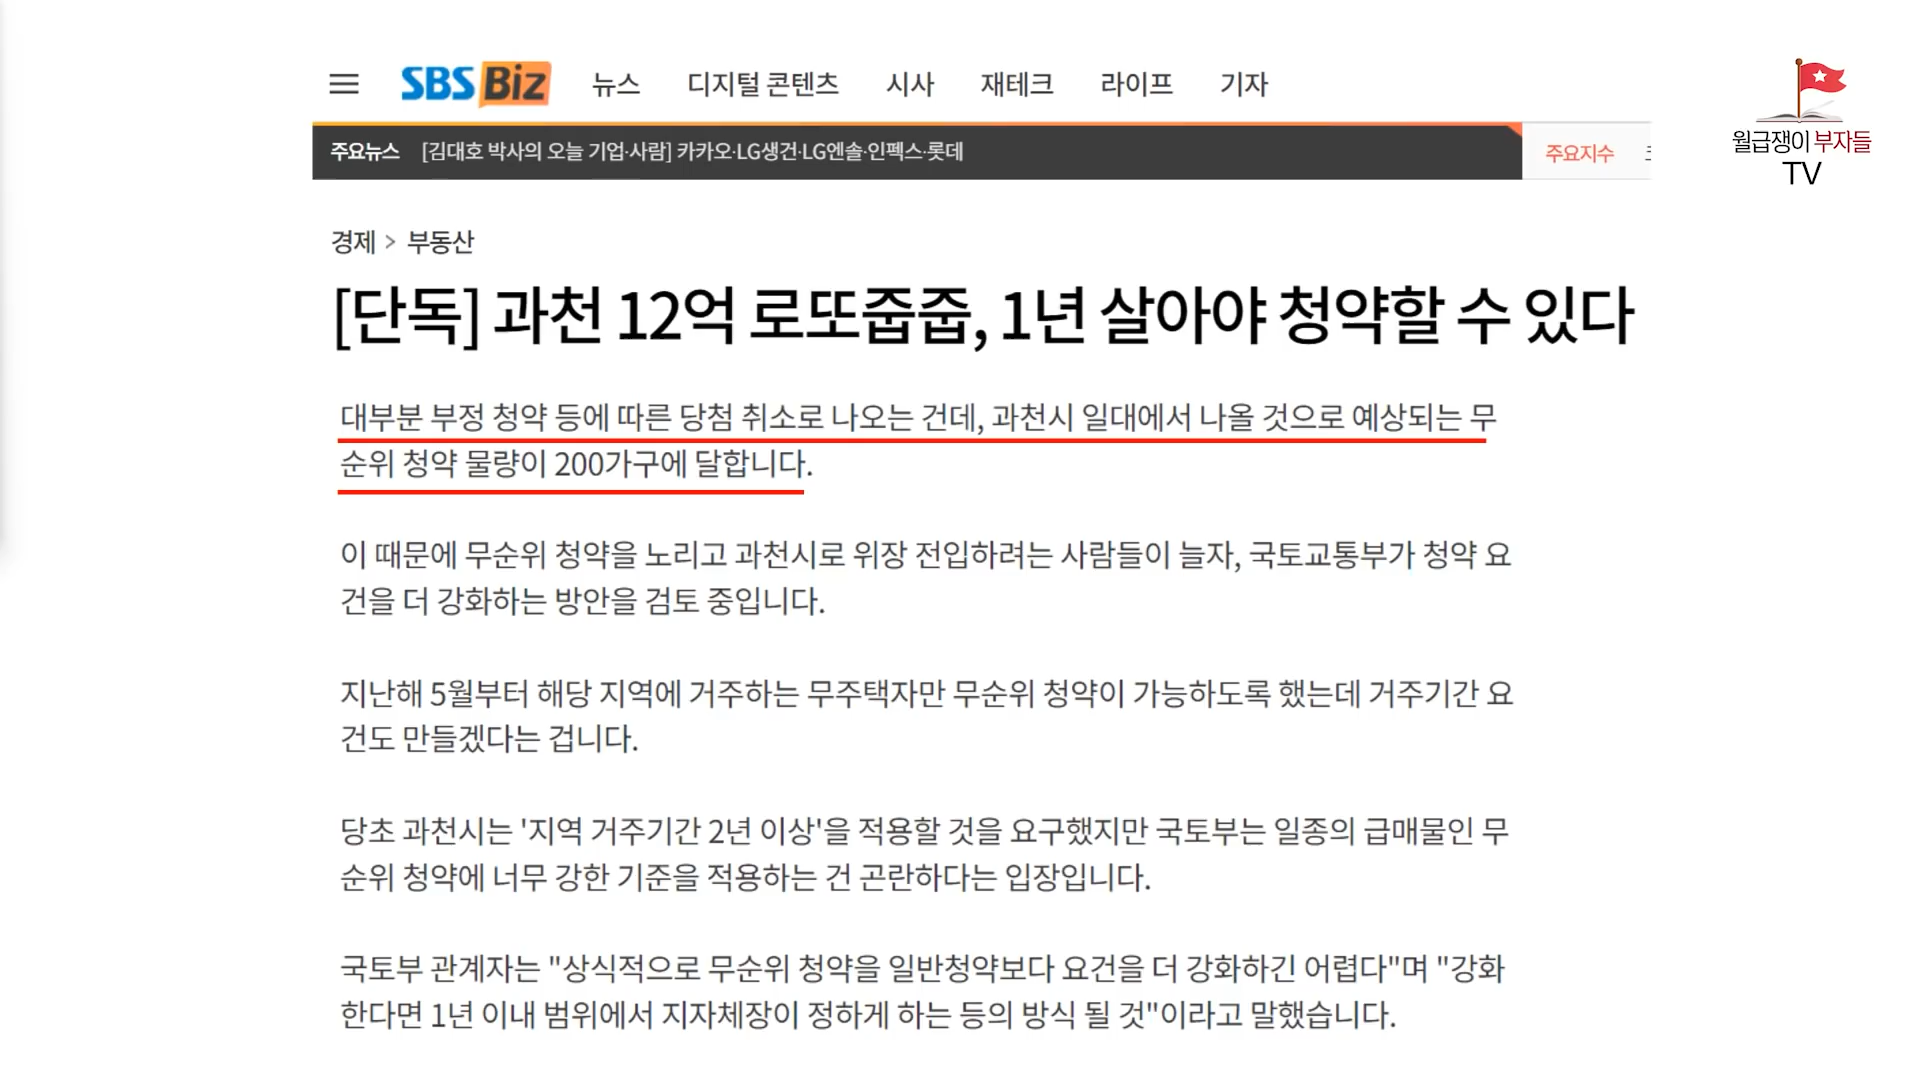 SBS Biz 뉴스 디지털 콘텐츠 시사 재테크 라이프 기자
주요뉴스 [김대호 박사의 오늘 기업·사람] 카카오·LG생건·LG엔솔·인펙스·롯데 주요지수
월급쟁이 부자들
TV
경제 > 부동산
[단독] 과천 12억 로또줍줍, 1년 살아야 청약할 수 있다
대부분 부정 청약 등에 따른 당첨 취소로 나오는 건데, 과천시 일대에서 나올 것으로 예상되는 무
순위 청약 물량이 200가구에 달합니다.
이 때문에 무순위 청약을 노리고 과천시로 위장 전입하려는 사람들이 늘자, 국토교통부가 청약 요
건을 더 강화하는 방안을 검토 중입니다.
지난해 5월부터 해당 지역에 거주하는 무주택자만 무순위 청약이 가능하도록 했는데 거주기간 요
건도 만들겠다는 겁니다.
당초 과천시는 '지역 거주기간 2년 이상'을 적용할 것을 요구했지만 국토부는 일종의 급매물인 무
순위 청약에 너무 강한 기준을 적용하는 건 곤란하다는 입장입니다.
국토부 관계자는 "상식적으로 무순위 청약을 일반청약보다 요건을 더 강화하긴 어렵다"며 "강화
한다면 1년 이내 범위에서 지자체장이 정하게 하는 등의 방식 될 것"이라고 말했습니다.